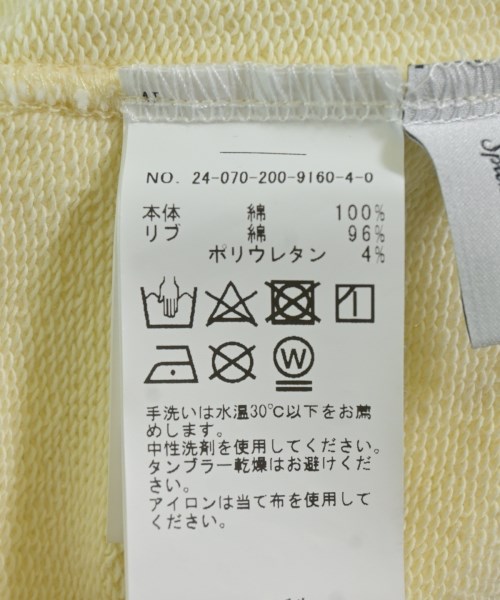 NO. 24-070-200-9160-4-0
本体 綿 100%
リブ 綿 96%
ポリウレタン 4%
W
手洗いは水温30℃以下をお薦
めします。
中性洗剤を使用してください。
タンブラー乾燥はお避けくだ
さい。
アイロンは当て布を使用して
ください。